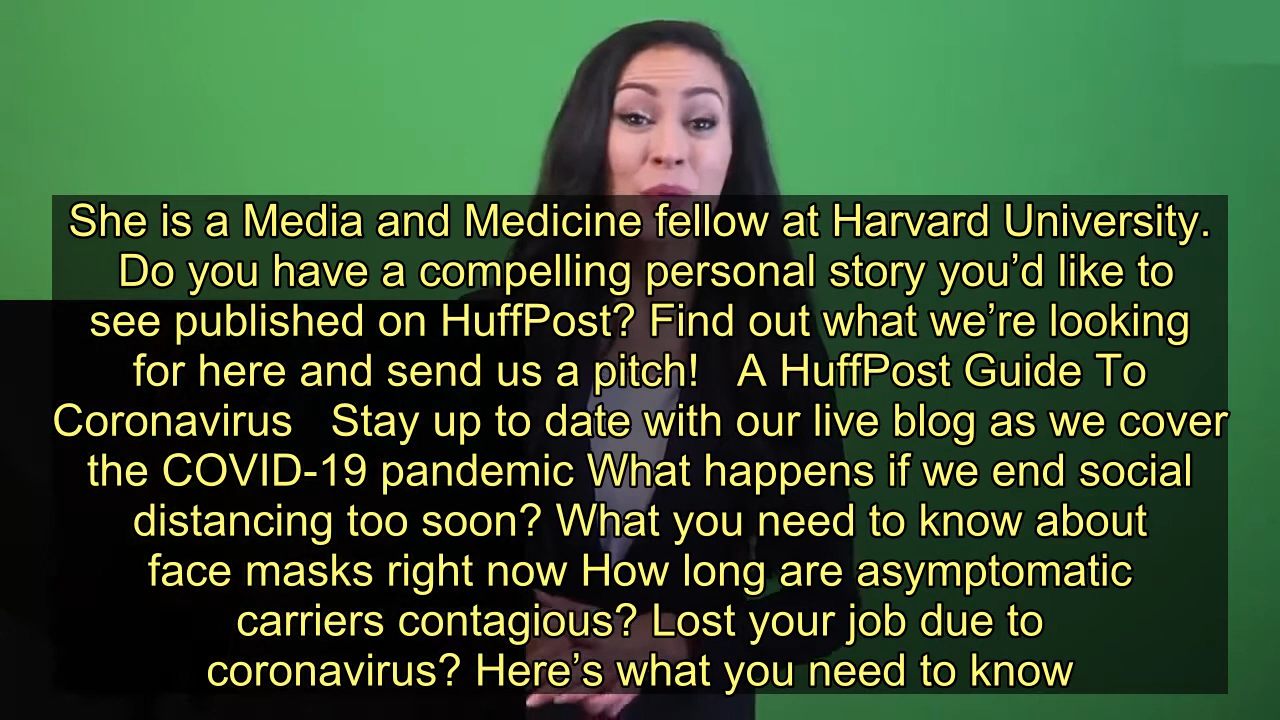 She is a Media and Medicine fellow at Harvard University.
Do you have a compelling personal story you’d like to
see published on HuffPost? Find out what we’re looking
for here and send us a pitch!   A HuffPost Guide To
Coronavirus   Stay up to date with our live blog as we cover
the COVID-19 pandemic What happens if we end social
distancing too soon? What you need to know about
face masks right now How long are asymptomatic
carriers contagious? Lost your job due to
coronavirus? Here’s what you need to know